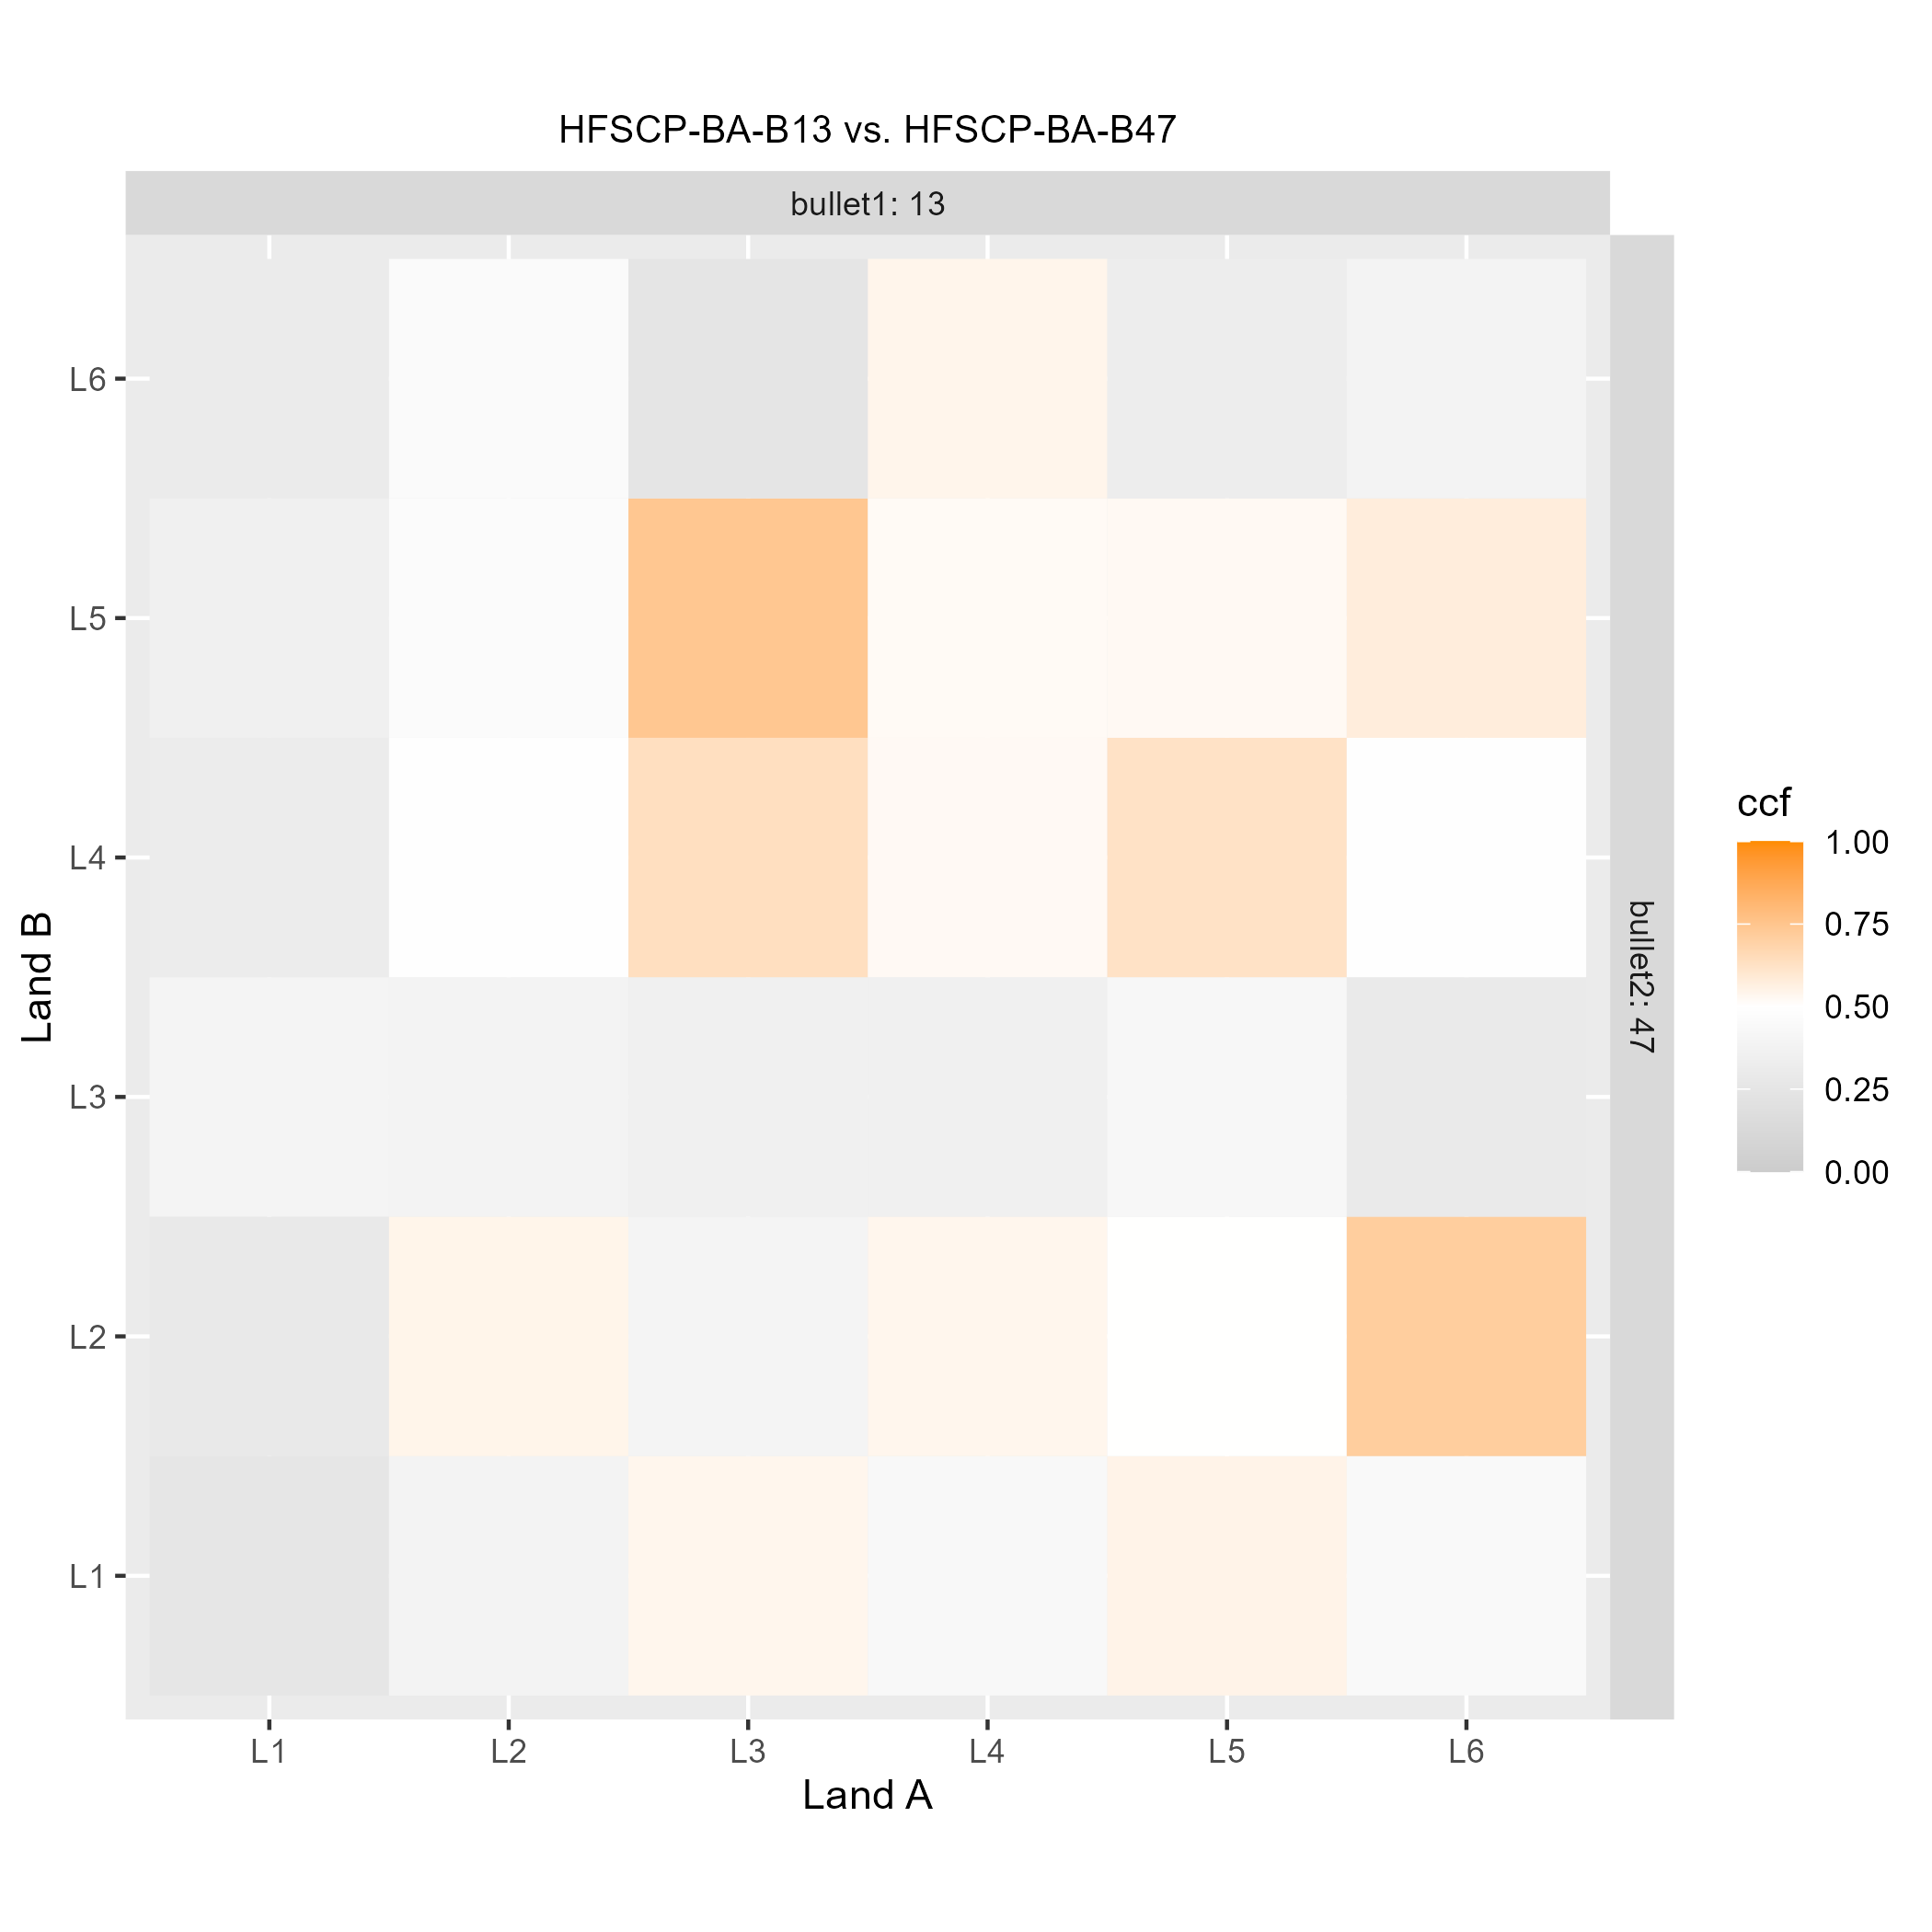 HFSCP-BA-B13 vs. HFSCP-BA-B47
bullet1: 13
L6
L5
L4
L3
L2
L1
Land B
bullet2: 47
L1 L2 L3 L4 L5 L6
Land A
ccf
1.00
0.75
0.50
0.25
0.00